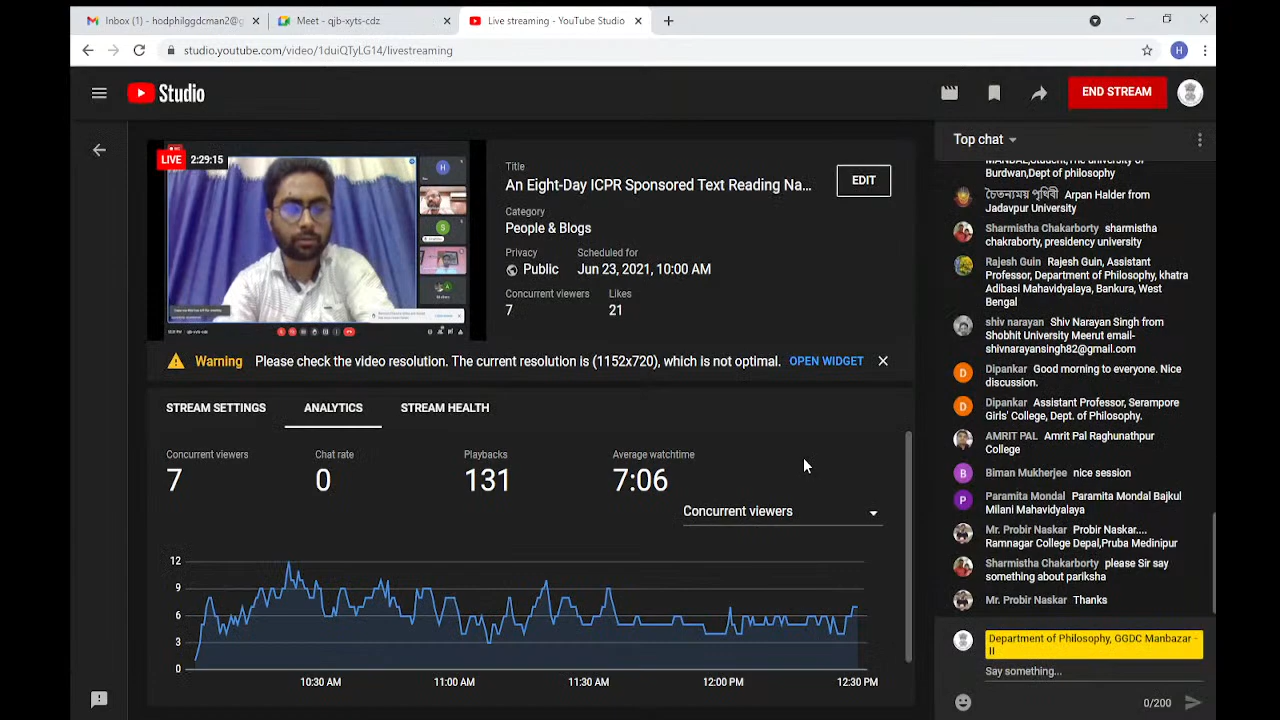 Inbox (1) - hodphilggdcman2@g
Meet - qjb-xyts-cdz
Live streaming - YouTube Studio
studio.youtube.com/video/1duiQTyLG14/livestreaming
H
Studio
END STREAM
LIVE 2:29:15
H
S
A
Title
An Eight-Day ICPR Sponsored Text Reading Na...
EDIT
Category
People & Blogs
Privacy
Public
Scheduled for
Jun 23, 2021, 10:00 AM
Concurrent viewers
7
Likes
21
Warning Please check the video resolution. The current resolution is (1152x720), which is not optimal. OPEN WIDGET
STREAM SETTINGS
ANALYTICS
STREAM HEALTH
Concurrent viewers
7
Chat rate
0
Playbacks
131
Average watchtime
7:06
Concurrent viewers
12
9
6
3
0
10:30 AM
11:00 AM
11:30 AM
12:00 PM
12:30 PM
Top chat
MANDAL,Student,The university of
Burdwan,Dept of philosophy
চৈতন্যময় পৃথিবী Arpan Halder from
Jadavpur University
Sharmistha Chakraborty sharmistha
chakraborty, presidency university
Rajesh Guin Rajesh Guin, Assistant
Professor, Department of Philosophy, khatra
Adibasi Mahavidyalaya, Bankura, West
Bengal
shiv narayan Shiv Narayan Singh from
Shobhit University Meerut email-
shivnarayansingh82@gmail.com
D
Dipankar Good morning to everyone. Nice
discussion.
D
Dipankar Assistant Professor, Serampore
Girls' College, Dept. of Philosophy.
AMRIT PAL Amrit Pal Raghunathpur
College
B
Biman Mukherjee nice session
P
Paramita Mondal Paramita Mondal Bajkul
Milani Mahavidyalaya
Mr. Probir Naskar Probir Naskar....
Ramnagar College Depal,Pruba Medinipur
Sharmistha Chakraborty please Sir say
something about pariksha
Mr. Probir Naskar Thanks
Department of Philosophy, GGDC Manbazar -
II
Say something...
0/200